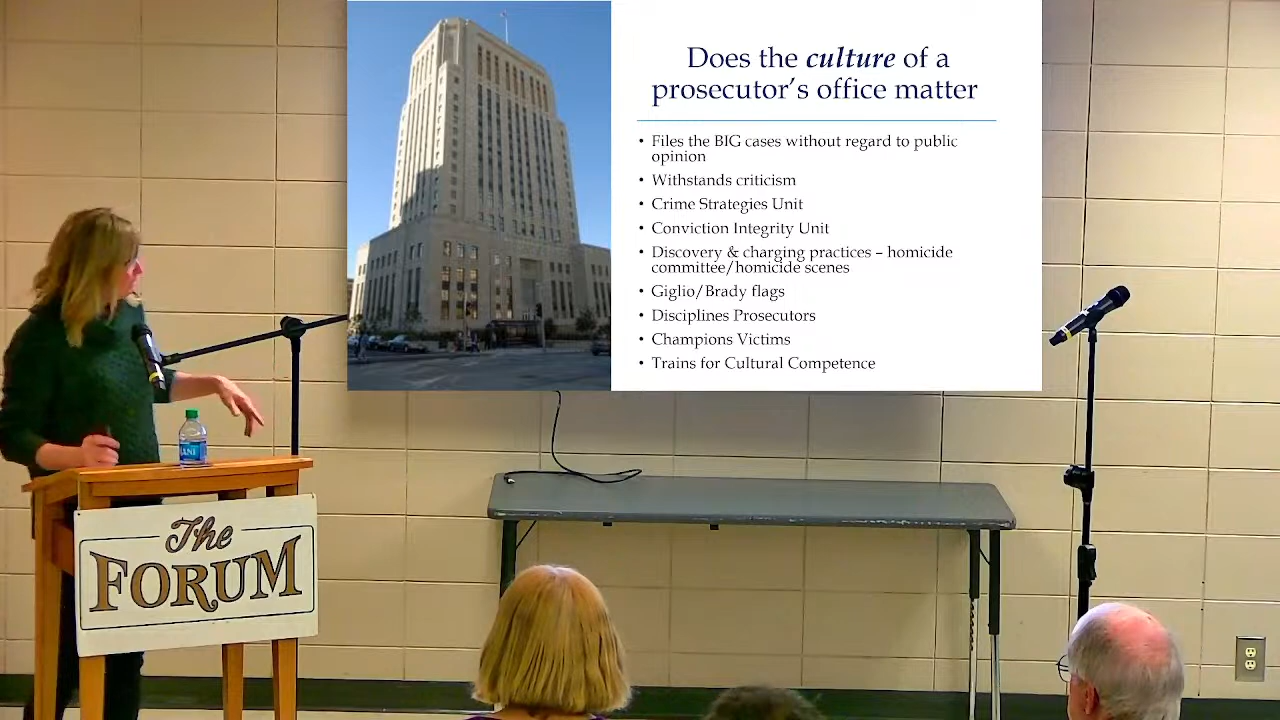 Does the culture of a
prosecutor's office matter
• Files the BIG cases without regard to public
opinion
• Withstands criticism
• Crime Strategies Unit
• Conviction Integrity Unit
• Discovery & charging practices – homicide
committee/homicide scenes
• Giglio/Brady flags
• Disciplines Prosecutors
• Champions Victims
• Trains for Cultural Competence
The
FORUM